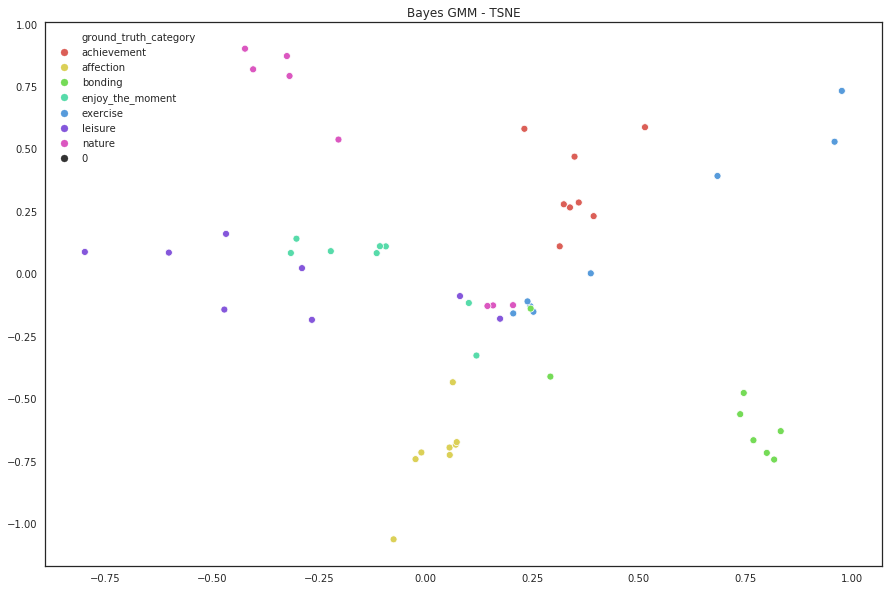 Bayes GMM - TSNE
ground_truth_category
achievement
affection
bonding
enjoy_the_moment
exercise
leisure
nature
0
1.00
0.75
0.50
0.25
0.00
−0.25
−0.50
−0.75
−1.00
−0.75
−0.50
−0.25
0.00
0.25
0.50
0.75
1.00